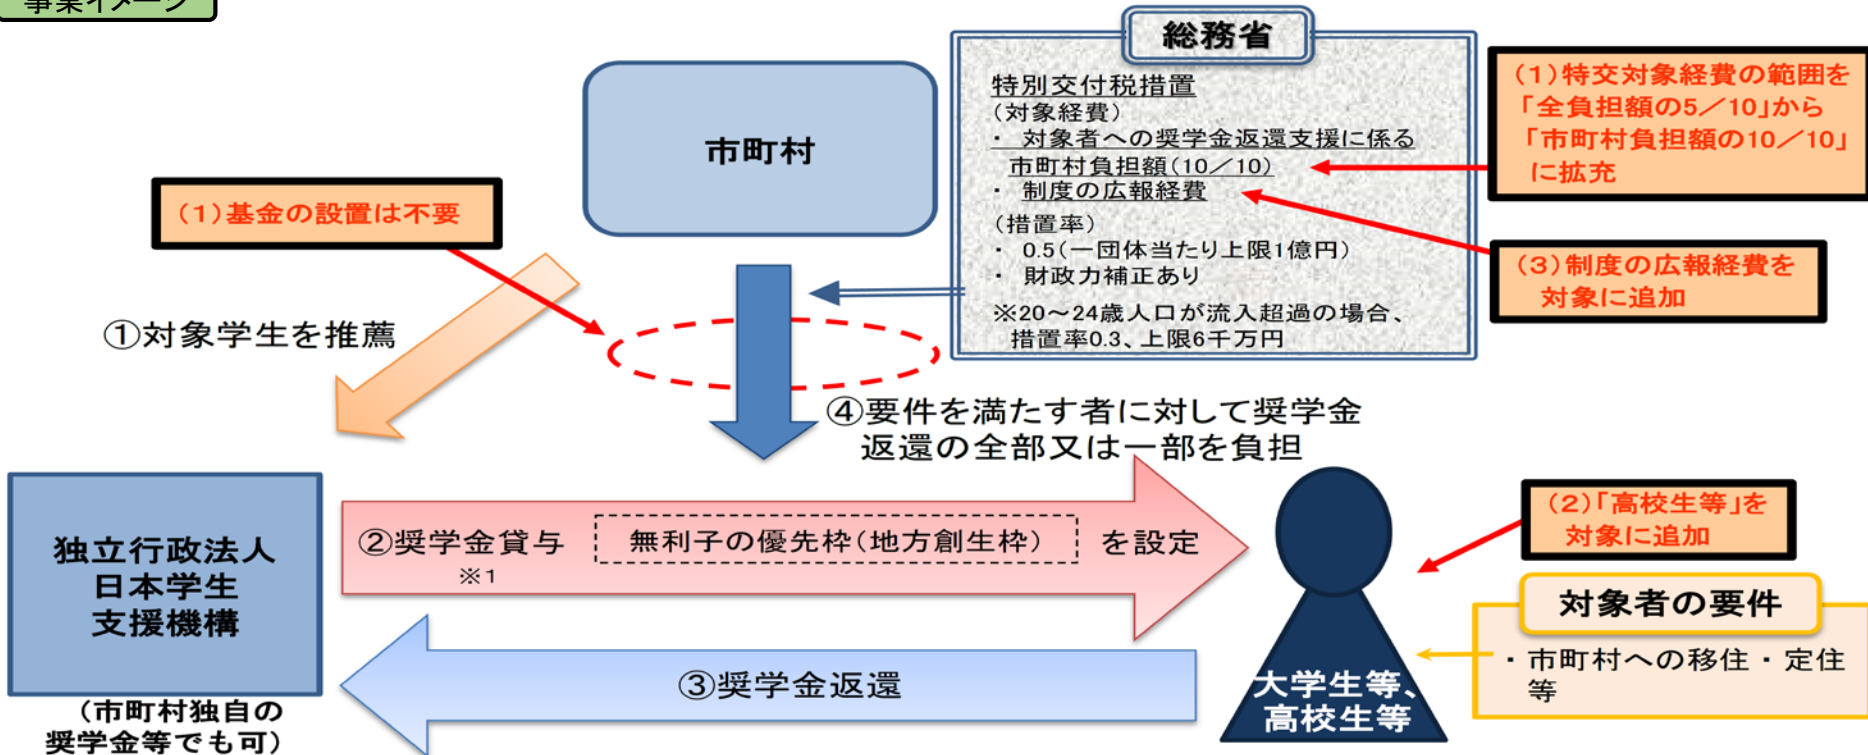 事業イメージ
総務省
特別交付税措置
(対象経費)
・ 対象者への奨学金返還支援に係る
市町村負担額(10／10)
・ 制度の広報経費
(措置率)
・ 0.5(一団体当たり上限1億円)
・ 財政力補正あり
※20～24歳人口が流入超過の場合、
措置率0.3、上限6千万円
(1)特交対象経費の範囲を
「全負担額の5／10」から
「市町村負担額の10／10」
に拡充
(3)制度の広報経費を
対象に追加
市町村
(1)基金の設置は不要
①対象学生を推薦
④要件を満たす者に対して奨学金
返還の全部又は一部を負担
独立行政法人
日本学生
支援機構
(市町村独自の
奨学金等でも可)
②奨学金貸与 無利子の優先枠(地方創生枠) を設定
※1
③奨学金返還
大学生等、
高校生等
(2)「高校生等」を
対象に追加
対象者の要件
・市町村への移住・定住
等